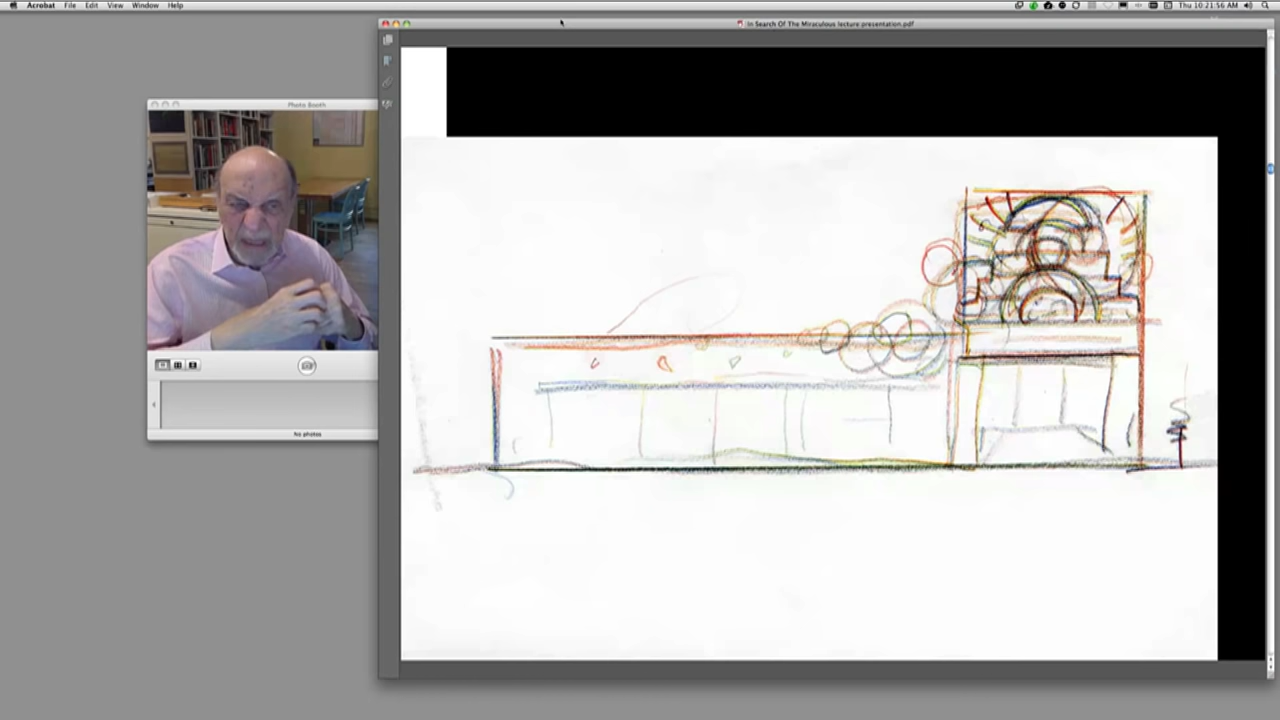 Acrobat File Edit View Window Help
Thu 10:21:56 AM
In Search Of The Miraculous lecture presentation.pdf
Photo Booth
No photos